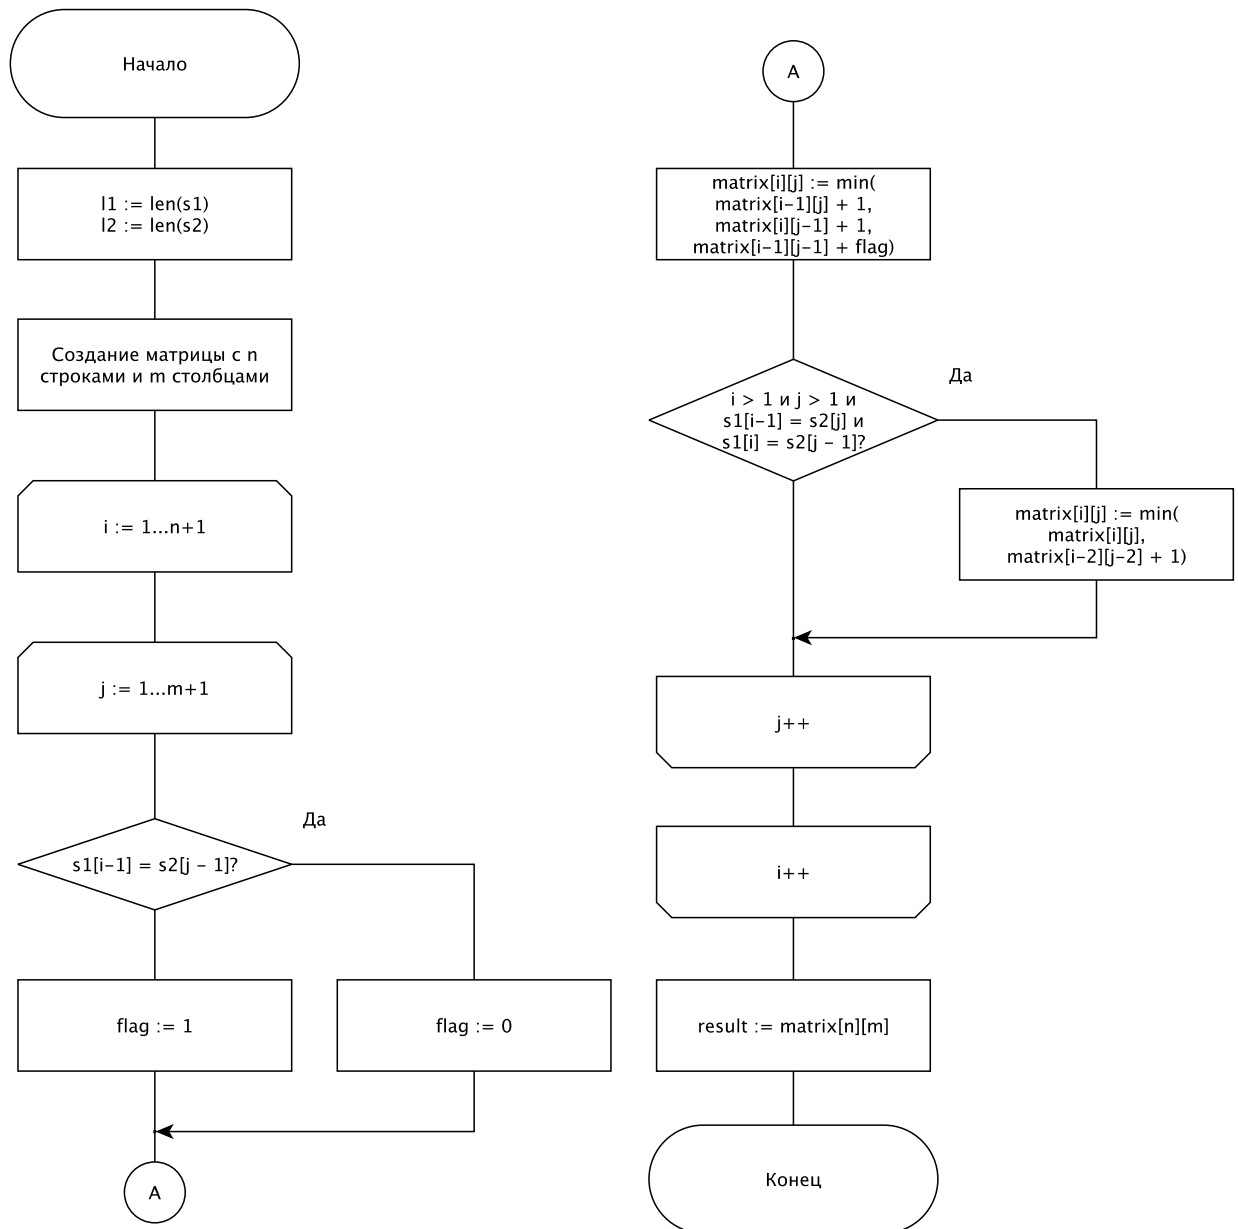 Начало
l1 := len(s1)
l2 := len(s2)
Создание матрицы с n
строками и m столбцами
i := 1...n+1
j := 1...m+1
Да
s1[i-1] = s2[j - 1]?
flag := 1
flag := 0
A
A
matrix[i][j] := min(
matrix[i-1][j] + 1,
matrix[i][j-1] + 1,
matrix[i-1][j-1] + flag)
Да
i > 1 и j > 1 и
s1[i-1] = s2[j] и
s1[i] = s2[j - 1]?
matrix[i][j] := min(
matrix[i][j],
matrix[i-2][j-2] + 1)
j++
i++
result := matrix[n][m]
Конец